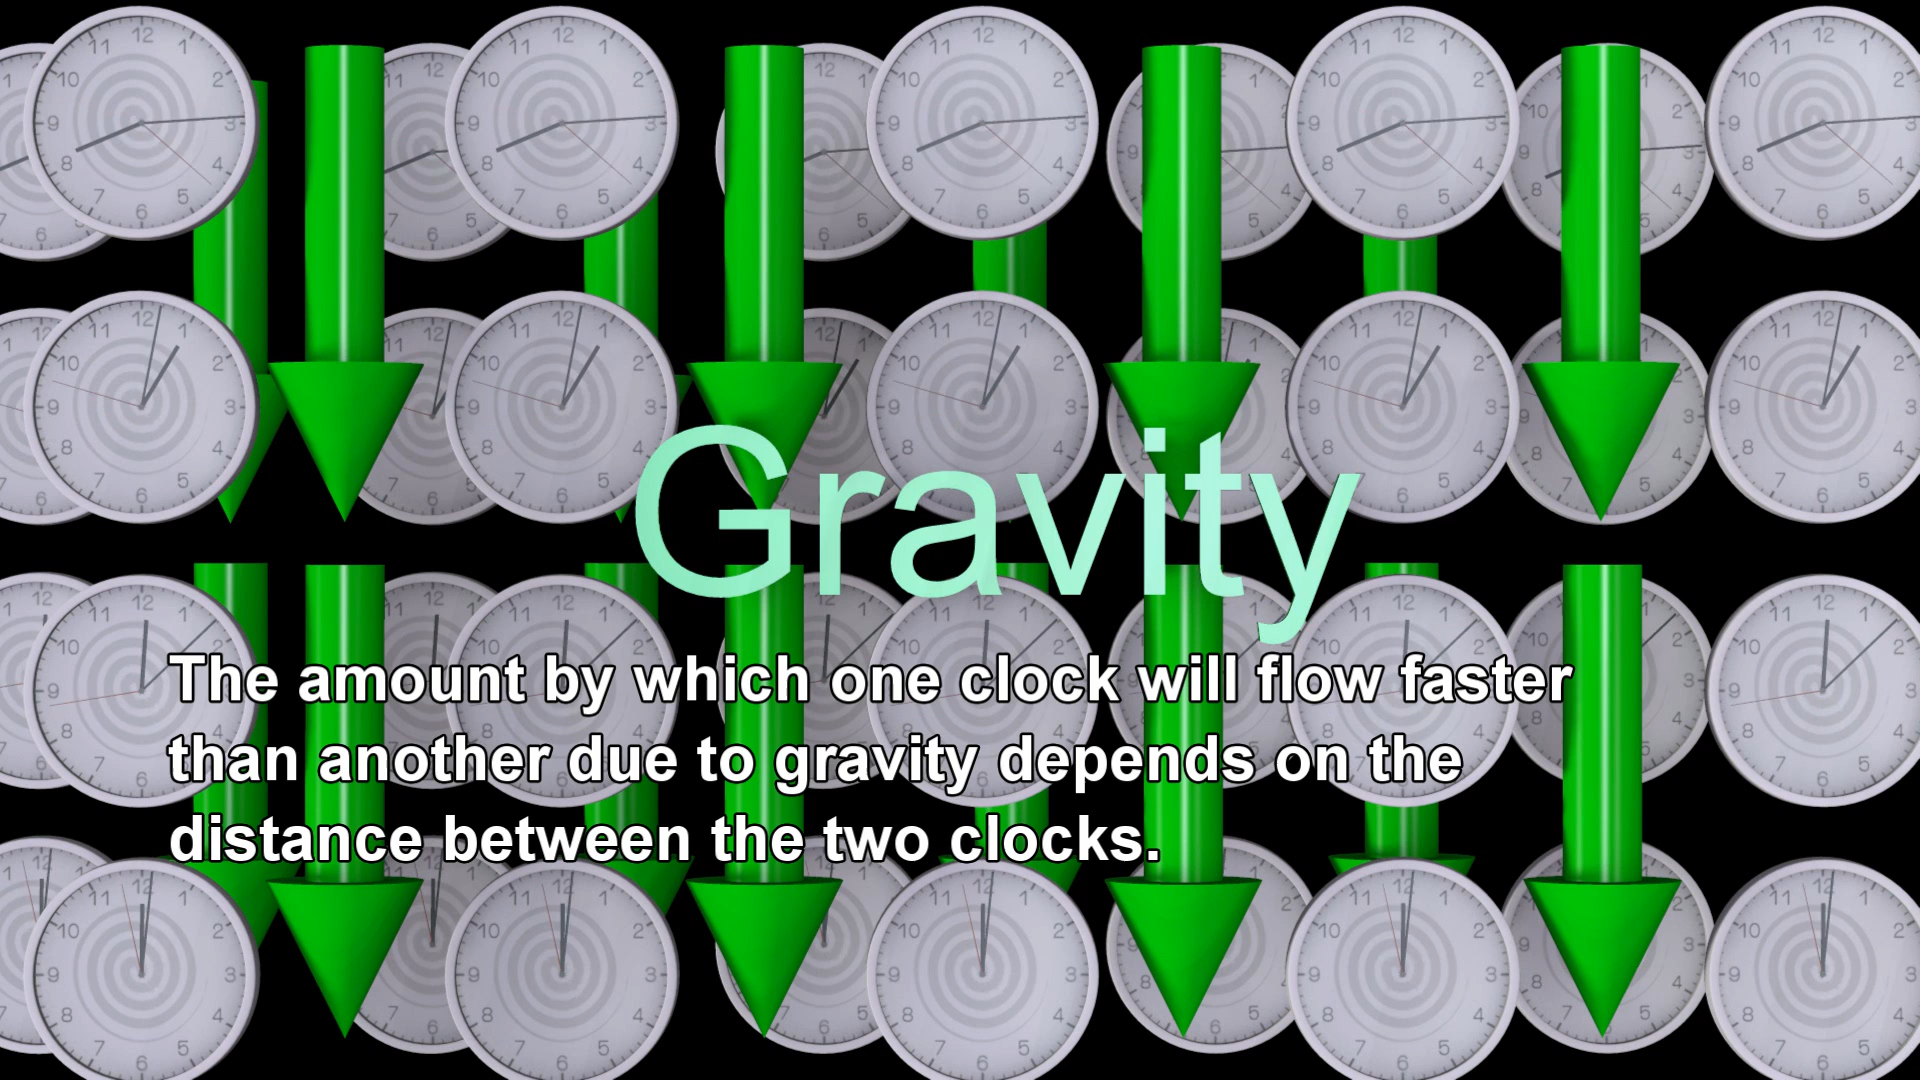 Gravity
The amount by which one clock will flow faster
than another due to gravity depends on the
distance between the two clocks.